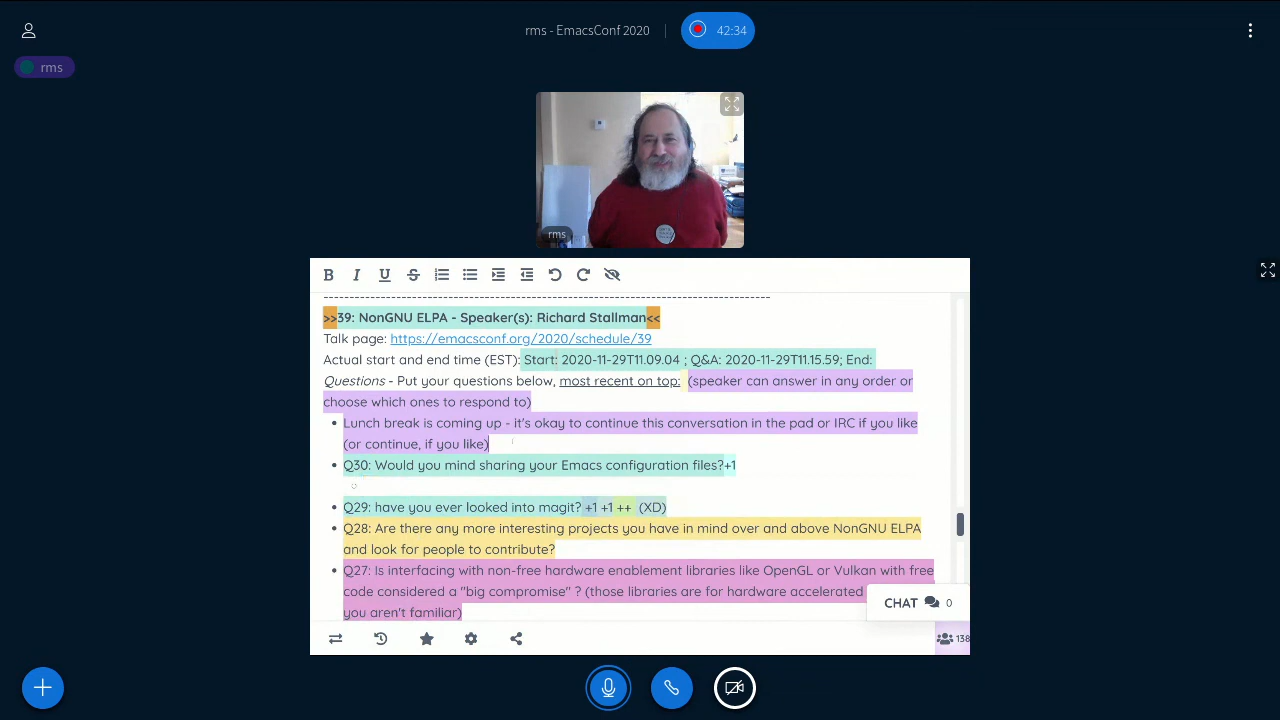 rms - EmacsConf 2020
42:34
rms
rms
B I U S
--------------------------------------------------------------------------------
>>39: NonGNU ELPA - Speaker(s): Richard Stallman<<
Talk page: https://emacsconf.org/2020/schedule/39
Actual start and end time (EST): Start: 2020-11-29T11.09.04 ; Q&A: 2020-11-29T11.15.59; End:
Questions - Put your questions below, most recent on top: (speaker can answer in any order or
choose which ones to respond to)
Lunch break is coming up - it's okay to continue this conversation in the pad or IRC if you like
(or continue, if you like)
Q30: Would you mind sharing your Emacs configuration files?+1
Q29: have you ever looked into magit? +1 +1 ++ (XD)
Q28: Are there any more interesting projects you have in mind over and above NonGNU ELPA
and look for people to contribute?
Q27: Is interfacing with non-free hardware enablement libraries like OpenGL or Vulkan with free
code considered a "big compromise" ? (those libraries are for hardware accelerated
you aren't familiar)
CHAT 0
138